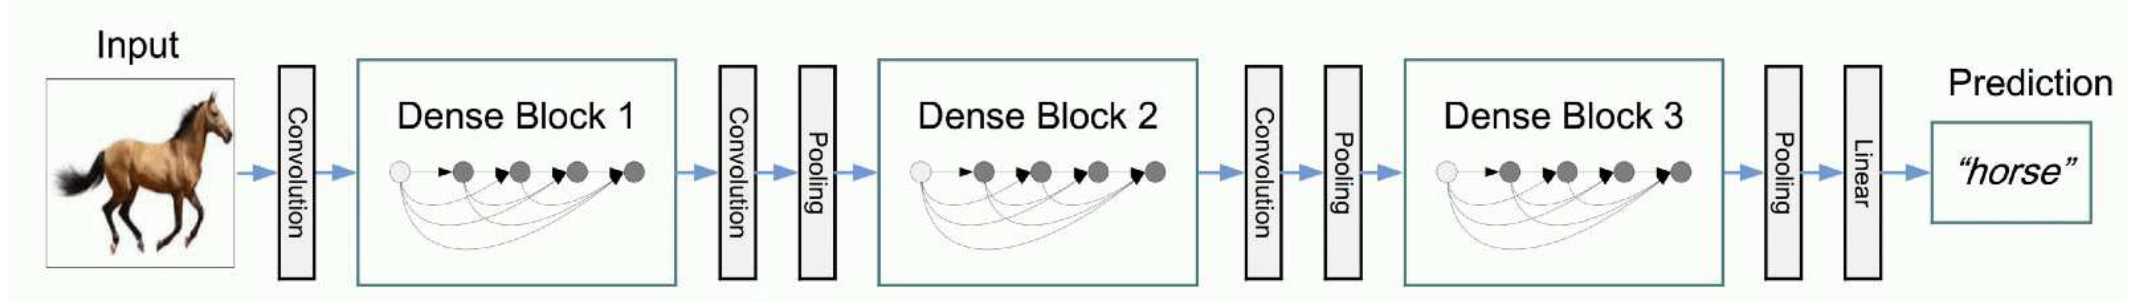 Input
Convolution
Dense Block 1
Convolution
Pooling
Dense Block 2
Convolution
Pooling
Dense Block 3
Pooling
Linear
Prediction
“horse”